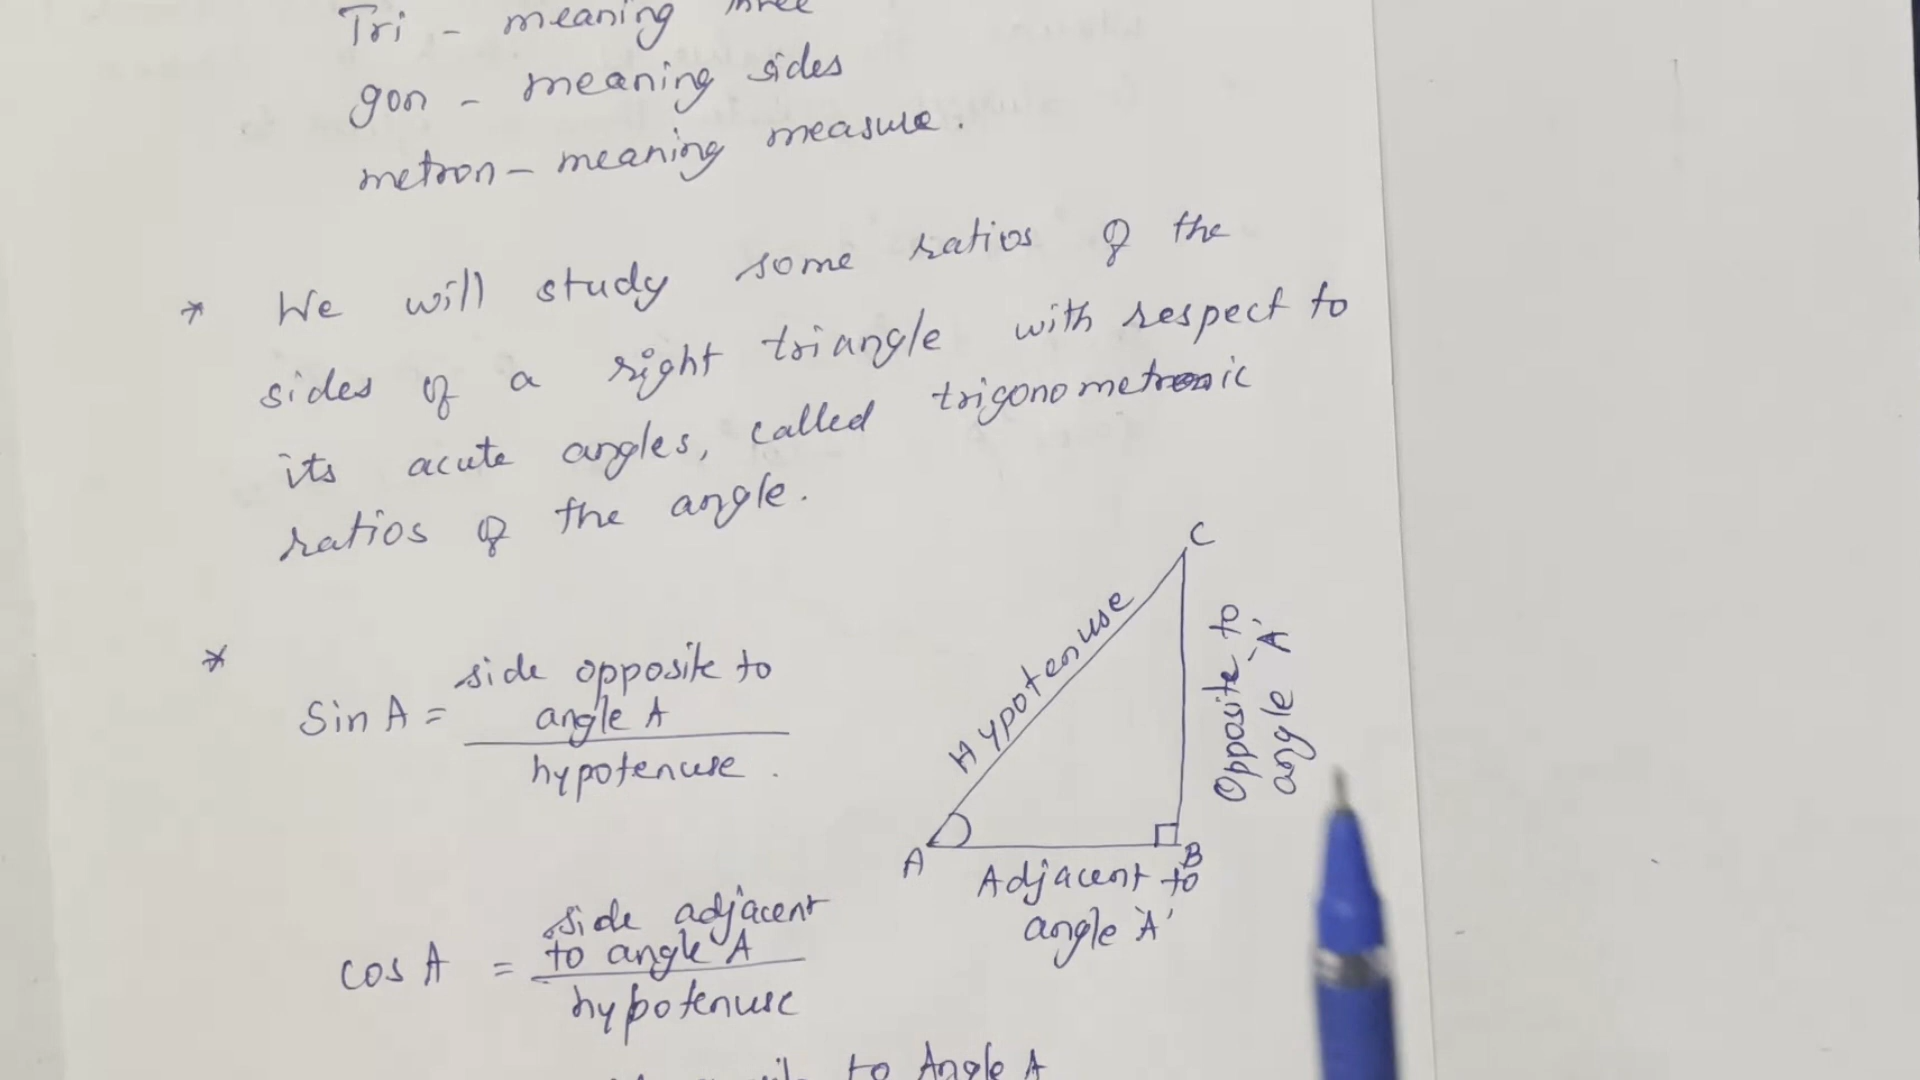 Tri - meaning three
gon - meaning sides
metron - meaning measure.
* We will study some ratios of the
sides of a right triangle with respect to
its acute angles, called trigonometric
ratios of the angle.
*
Sin A = side opposite to
angle A
hypotenuse.
C
Hypotenuse
Opposite to
angle 'A'
A
B
Adjacent to
angle 'A'
cos A = side adjacent
to angle A
hypotenuse
to Angle A